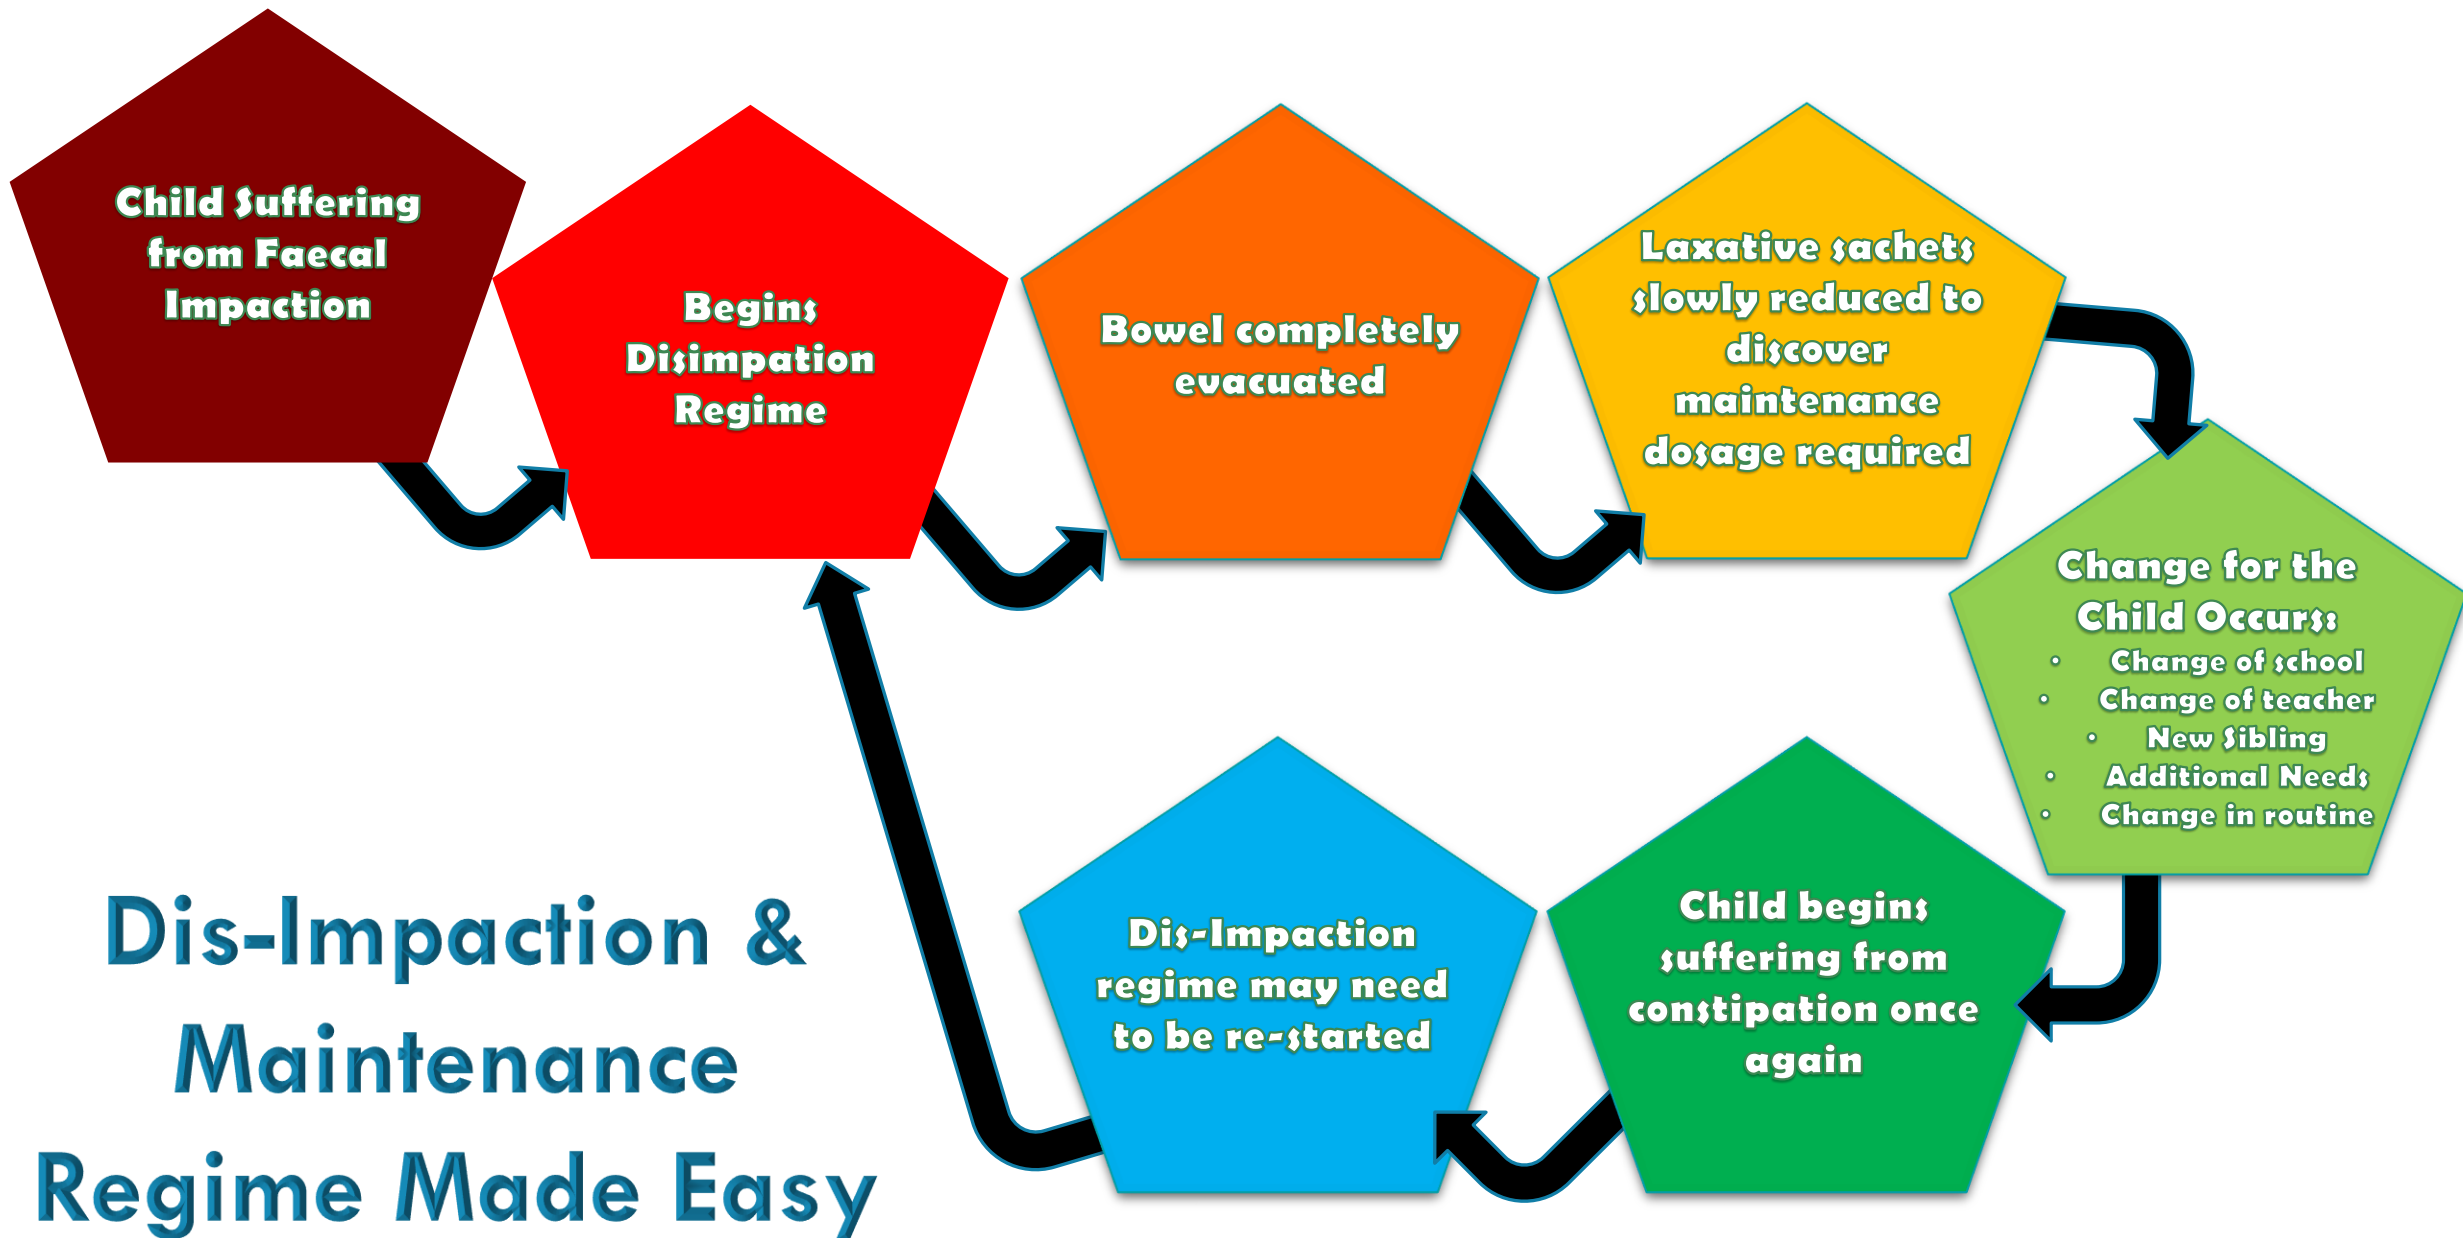 Child Suffering
from Faecal
Impaction
Begins
Disimpation
Regime
Bowel completely
evacuated
Laxative sachets
slowly reduced to
discover
maintenance
dosage required
Change for the
Child Occurs:
• Change of school
• Change of teacher
• New Sibling
• Additional Needs
• Change in routine
Child begins
suffering from
constipation once
again
Dis-Impaction
regime may need
to be re-started
Dis-Impaction &
Maintenance
Regime Made Easy